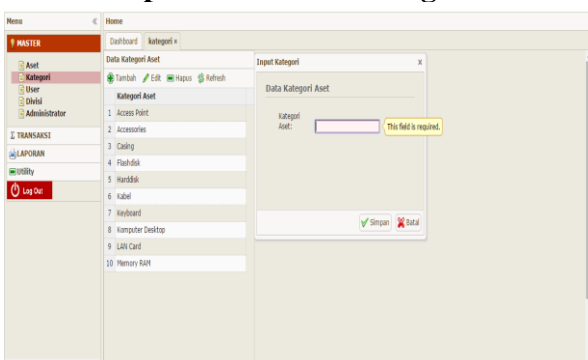 Menu
Home
MASTER
Dashboard kategori ×
Aset
Kategori
User
Divisi
Administrator
TRANSAKSI
LAPORAN
Utility
Log Out
Data Kategori Aset
Tambah Edit Hapus Refresh
Kategori Aset
1 Access Point
2 Accessories
3 Casing
4 Flashdisk
5 Harddisk
6 Kabel
7 Keyboard
8 Komputer Desktop
9 LAN Card
10 Memory RAM
Input Kategori X
Data Kategori Aset
Kategori
Aset:
This field is required.
Simpan Batal